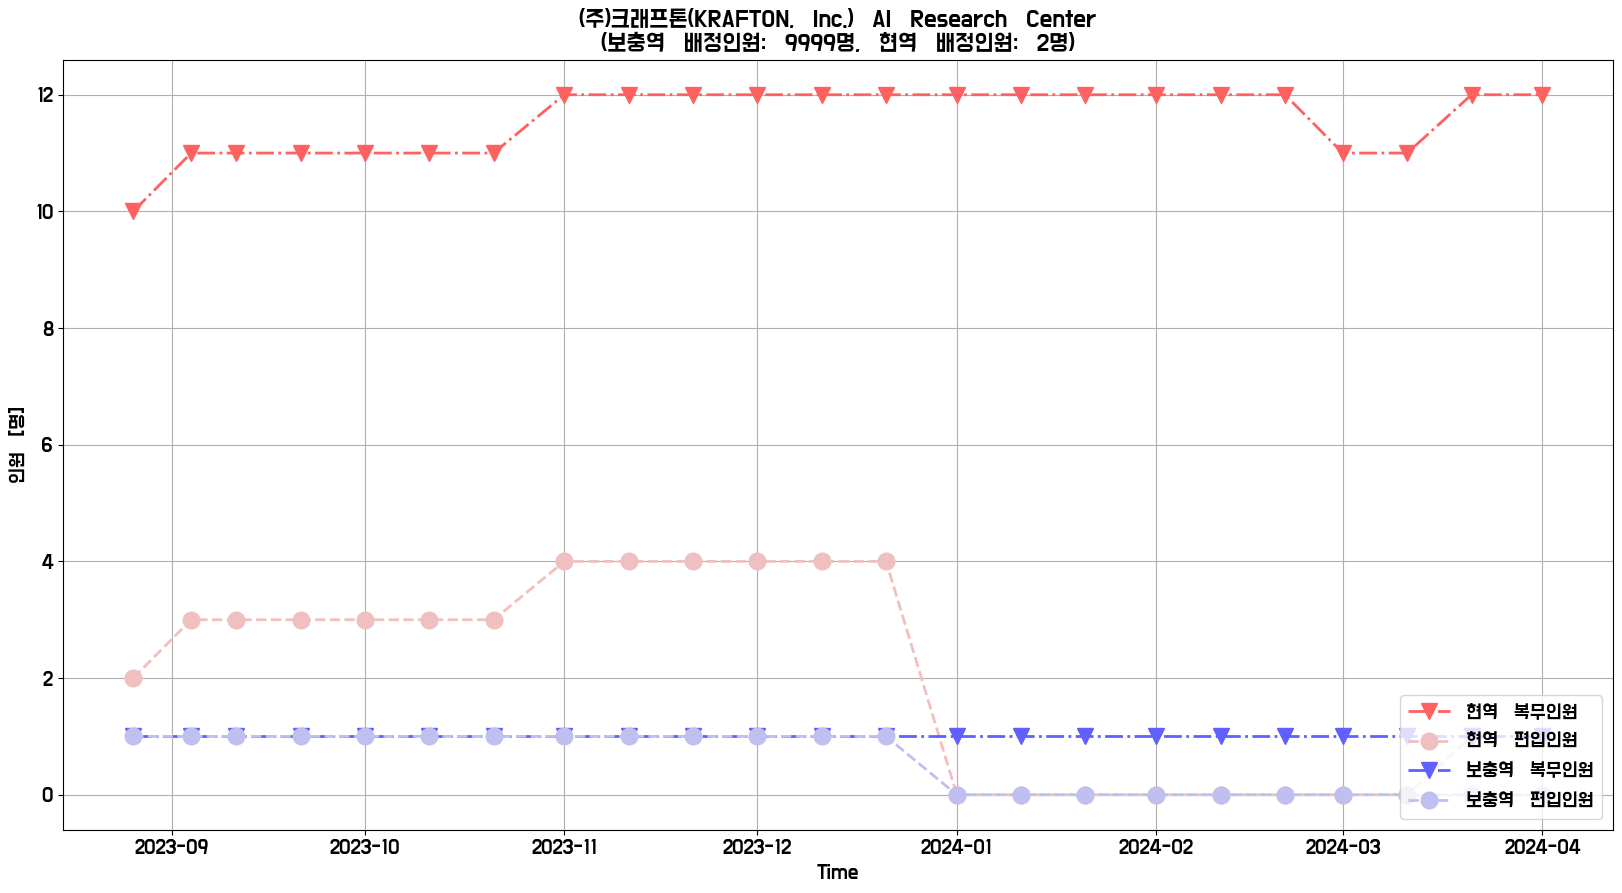 (주)크래프톤(KRAFTON, Inc.) AI Research Center
(보충역 배정인원: 9999명, 현역 배정인원: 2명)
12
10
8
6
4
2
0
인원 [명]
현역 복무인원
현역 편입인원
보충역 복무인원
보충역 편입인원
2023-09 2023-10 2023-11 2023-12 2024-01 2024-02 2024-03 2024-04
Time